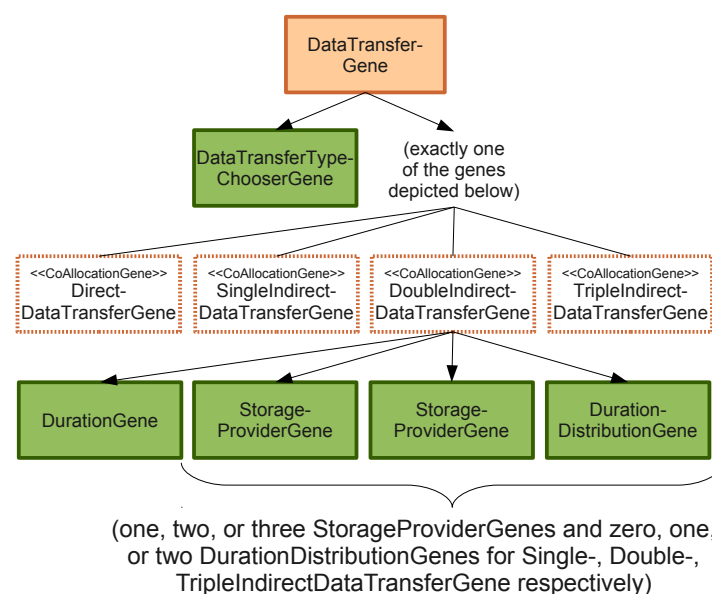 DataTransfer-
Gene
DataTransferType-
ChooserGene
(exactly one
of the genes
depicted below)
<<CoAllocationGene>>
Direct-
DataTransferGene
<<CoAllocationGene>>
SingleIndirect-
DataTransferGene
<<CoAllocationGene>>
DoubleIndirect-
DataTransferGene
<<CoAllocationGene>>
TripleIndirect-
DataTransferGene
DurationGene
Storage-
ProviderGene
Storage-
ProviderGene
Duration-
DistributionGene
(one, two, or three StorageProviderGenes and zero, one,
or two DurationDistributionGenes for Single-, Double-,
TripleIndirectDataTransferGene respectively)